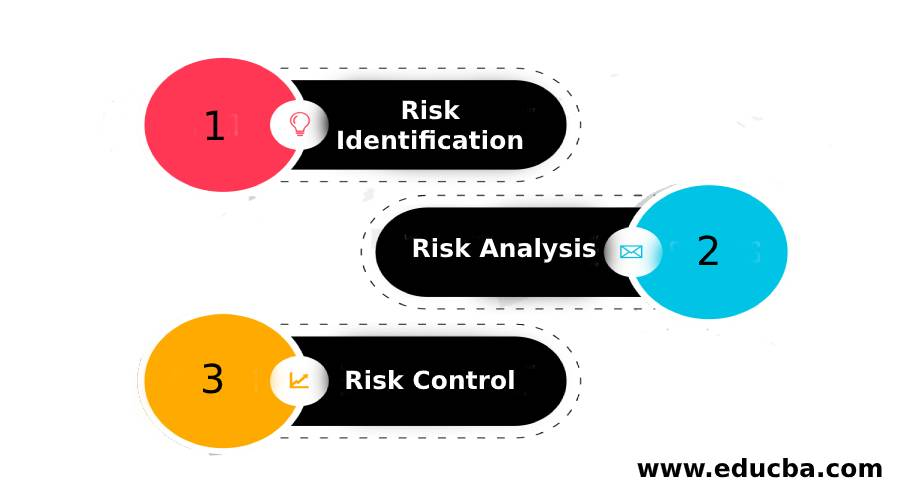 1
Risk
Identification
Risk Analysis
2
3
Risk Control
www.educba.com